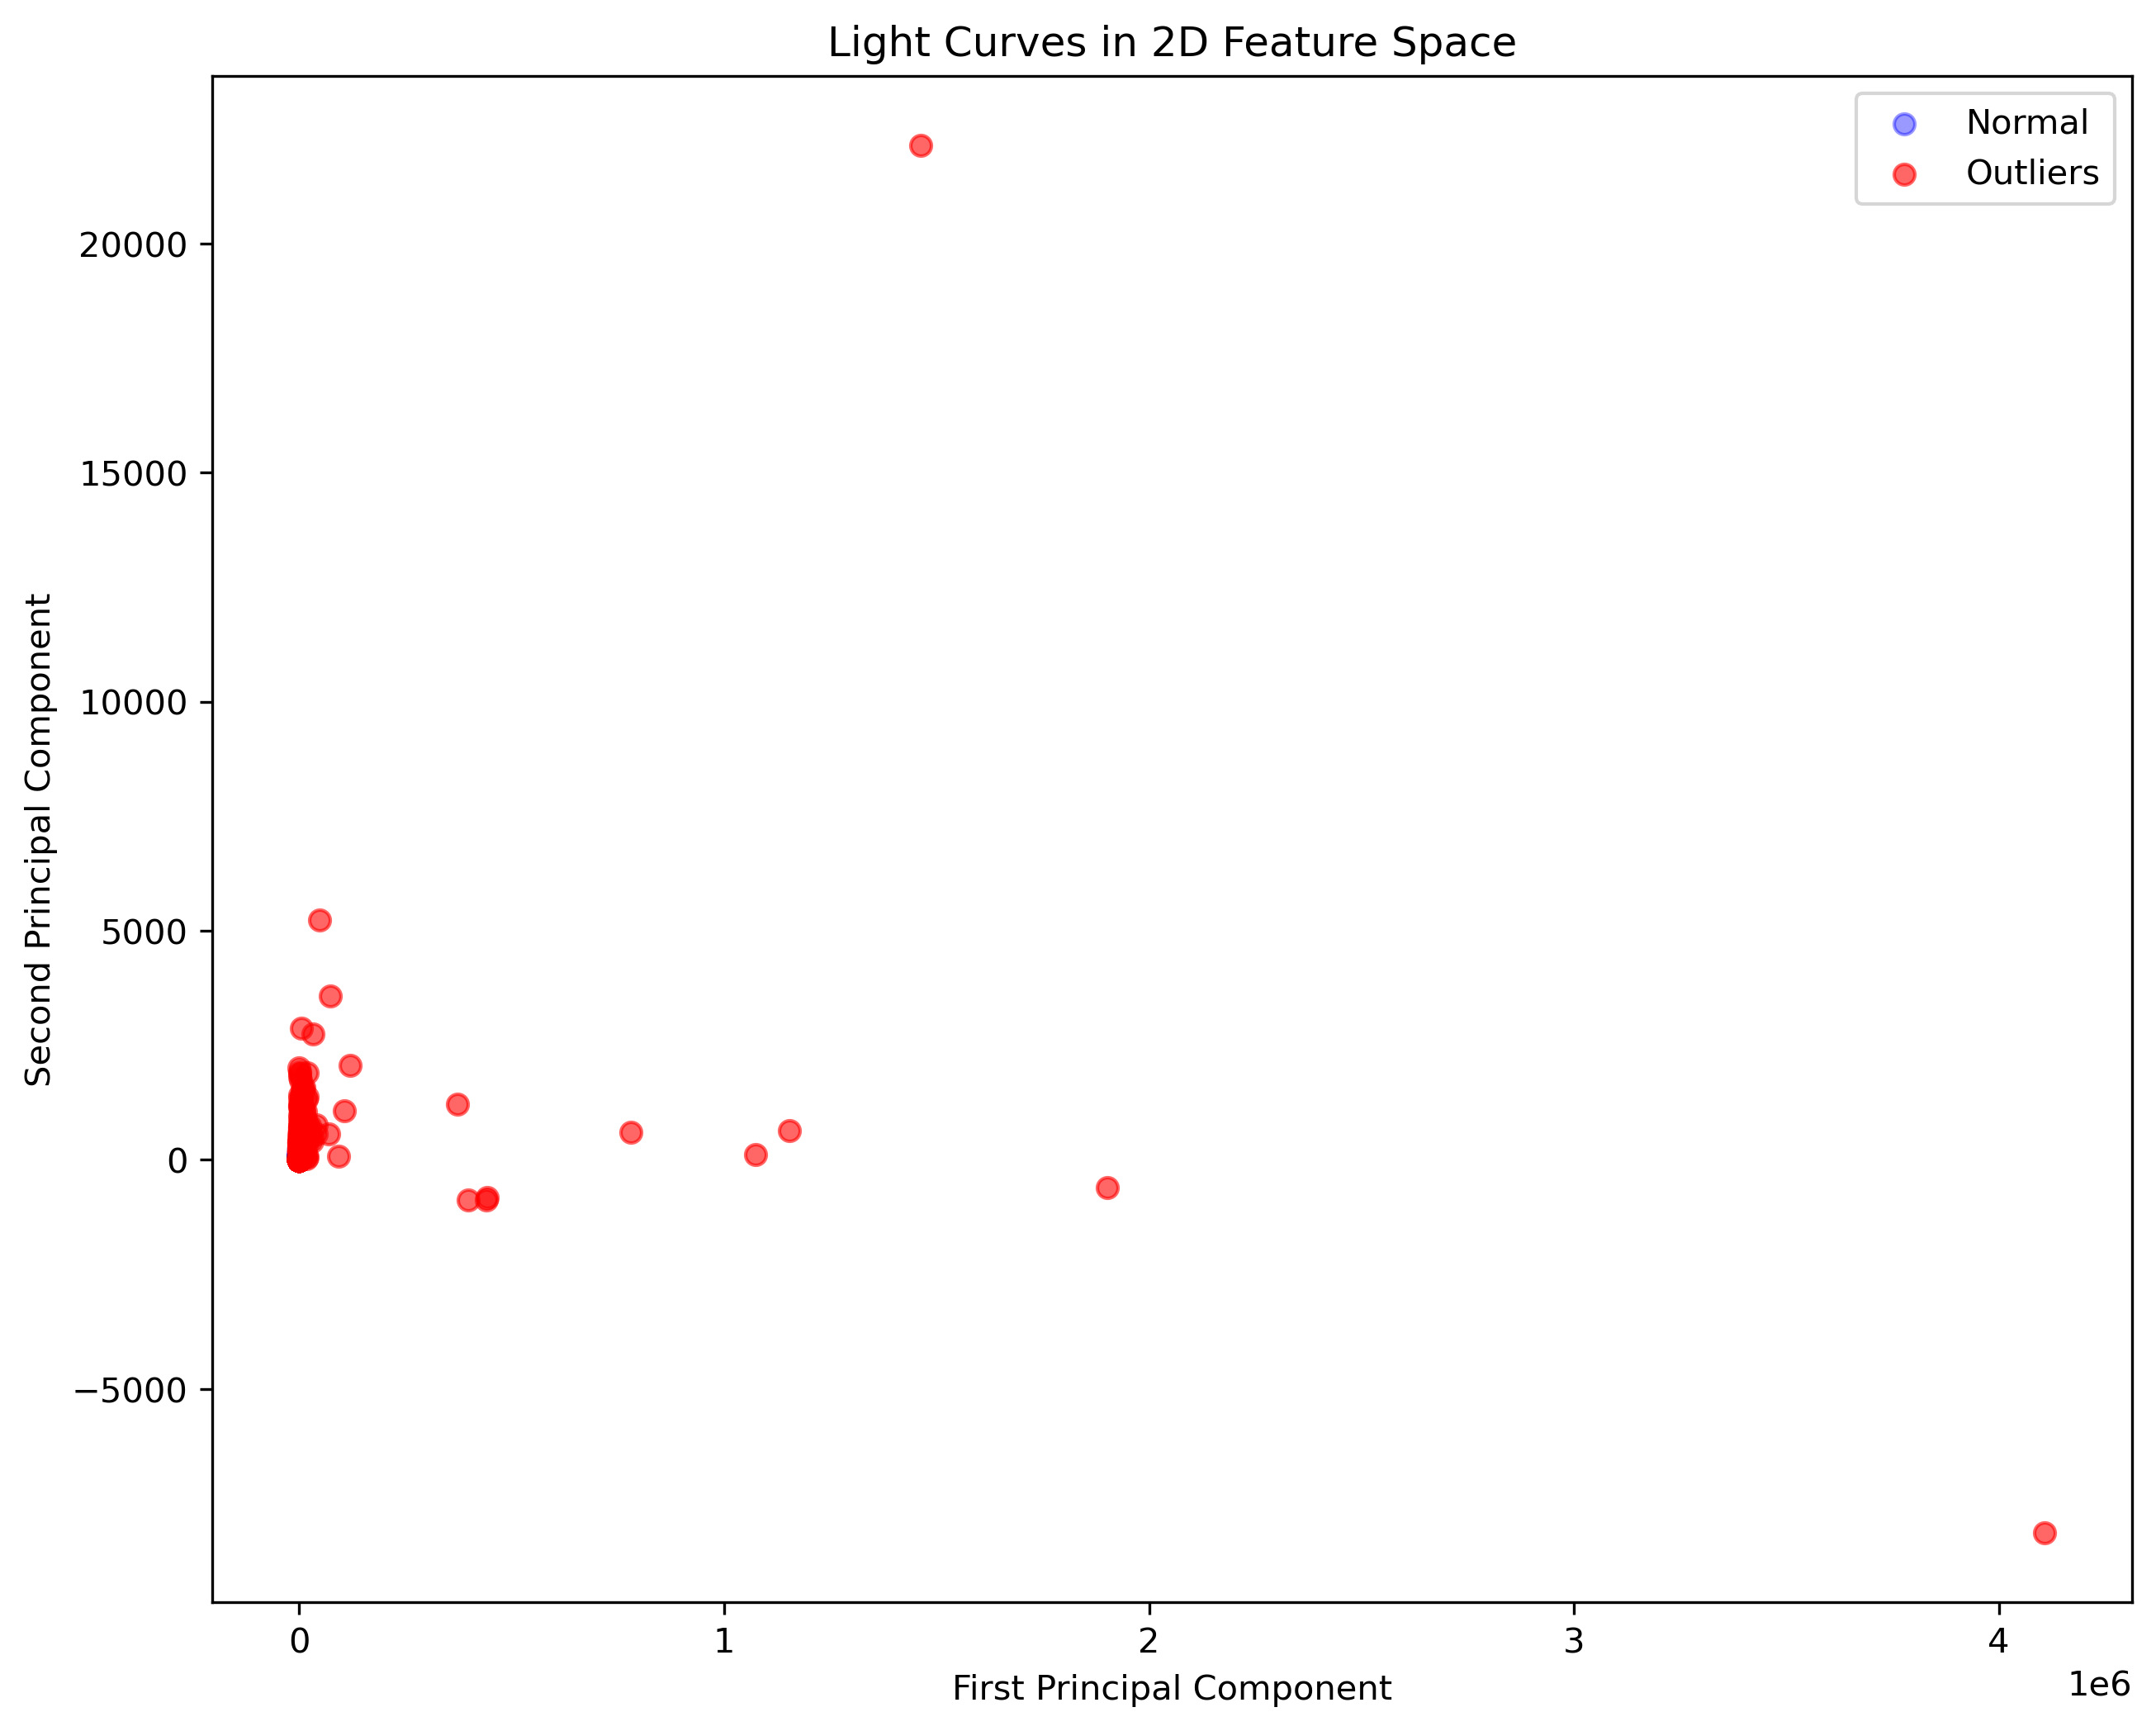 Light Curves in 2D Feature Space
Normal
Outliers
20000
15000
10000
5000
0
−5000
Second Principal Component
0 1 2 3 4
1e6
First Principal Component